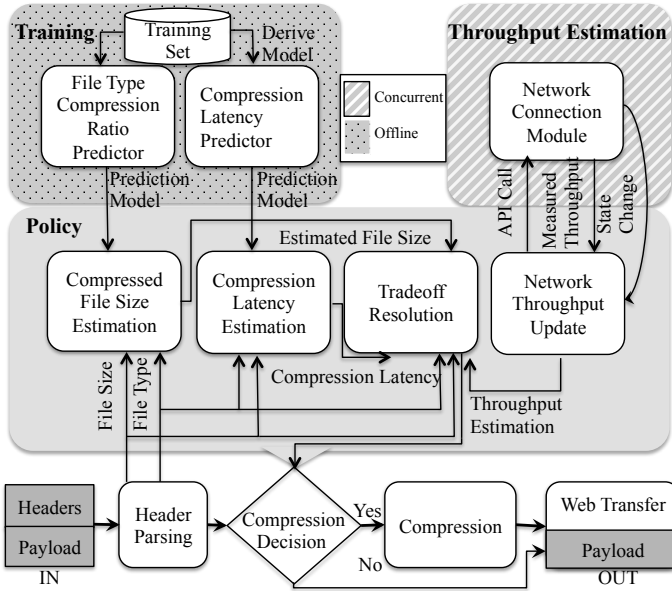 Training
Training
Set
Derive
Model
Throughput Estimation
File Type
Compression
Ratio
Predictor
Compression
Latency
Predictor
Concurrent
Offline
Network
Connection
Module
Prediction
Model
Prediction
Model
API Call
Measured
Throughput
State
Change
Policy
Estimated File Size
Compressed
File Size
Estimation
Compression
Latency
Estimation
Tradeoff
Resolution
Network
Throughput
Update
File Size
File Type
Compression Latency
Throughput
Estimation
Headers
Payload
IN
Header
Parsing
Compression
Decision
Yes
No
Compression
Web Transfer
Payload
OUT